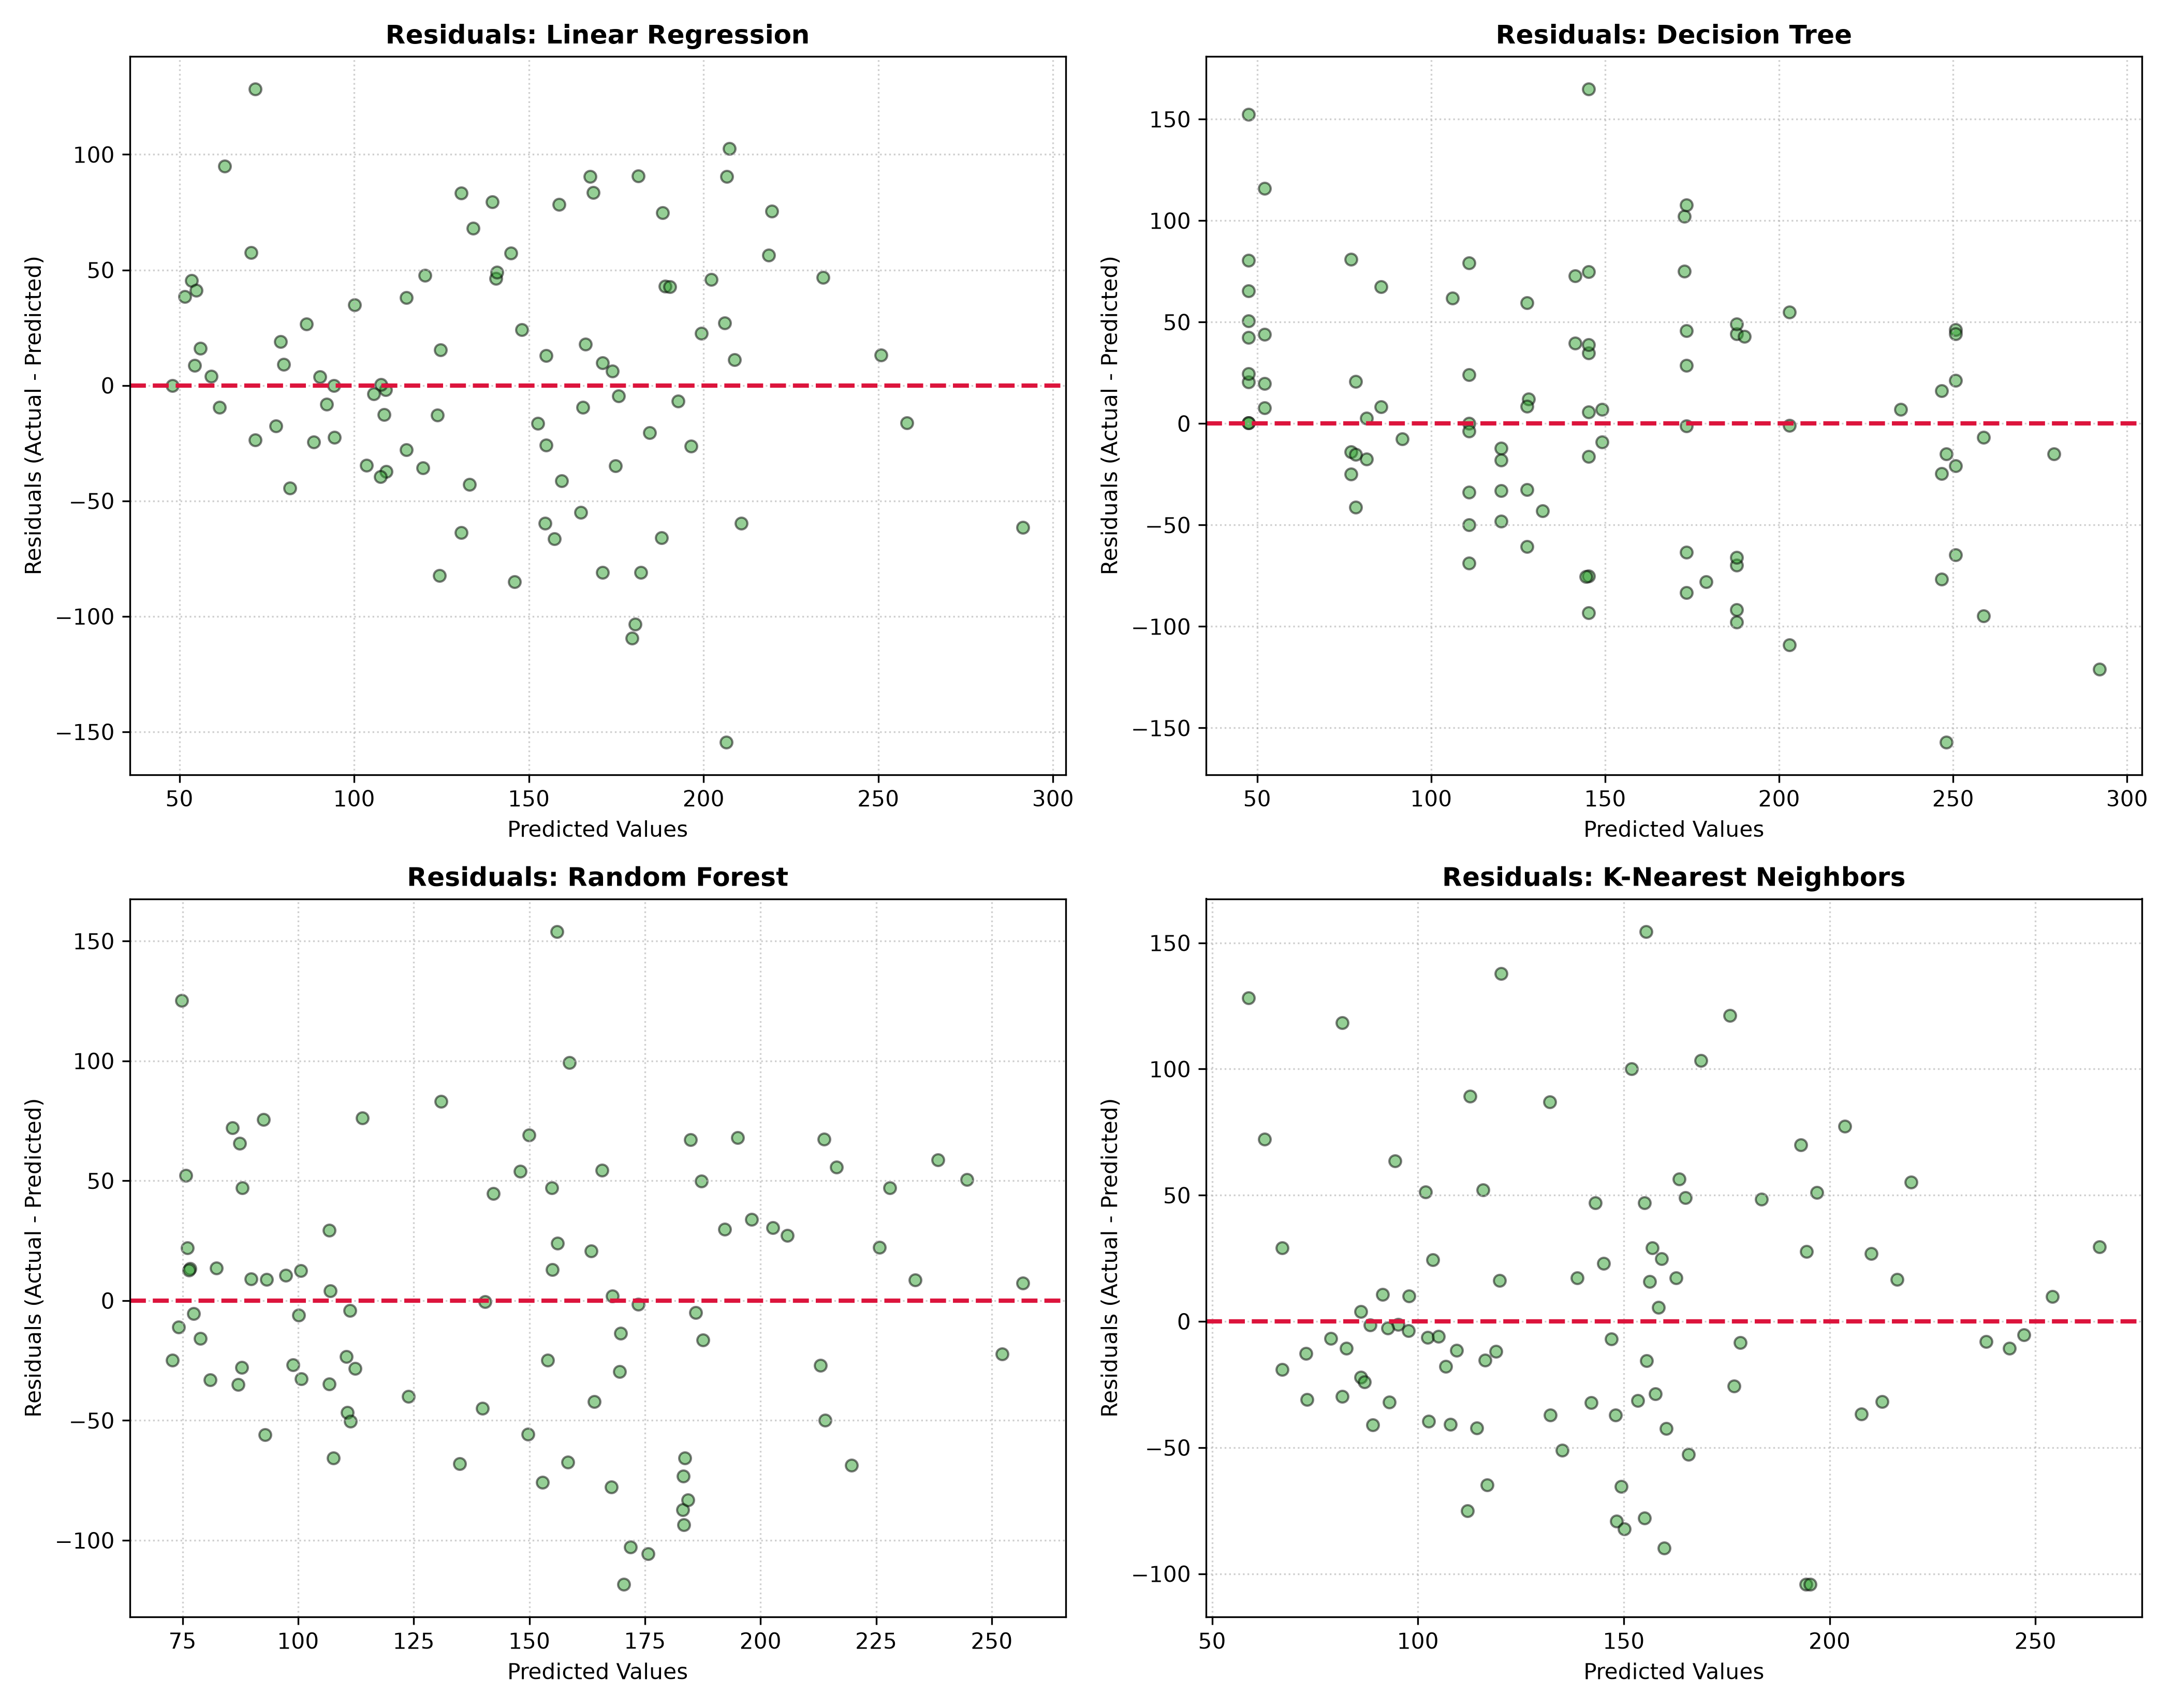 Residuals: Linear Regression
Residuals (Actual - Predicted)
100
50
0
−50
−100
−150
50 100 150 200 250 300
Predicted Values
Residuals: Decision Tree
Residuals (Actual - Predicted)
150
100
50
0
−50
−100
−150
50 100 150 200 250 300
Predicted Values
Residuals: Random Forest
Residuals (Actual - Predicted)
150
100
50
0
−50
−100
75 100 125 150 175 200 225 250
Predicted Values
Residuals: K-Nearest Neighbors
Residuals (Actual - Predicted)
150
100
50
0
−50
−100
50 100 150 200 250
Predicted Values